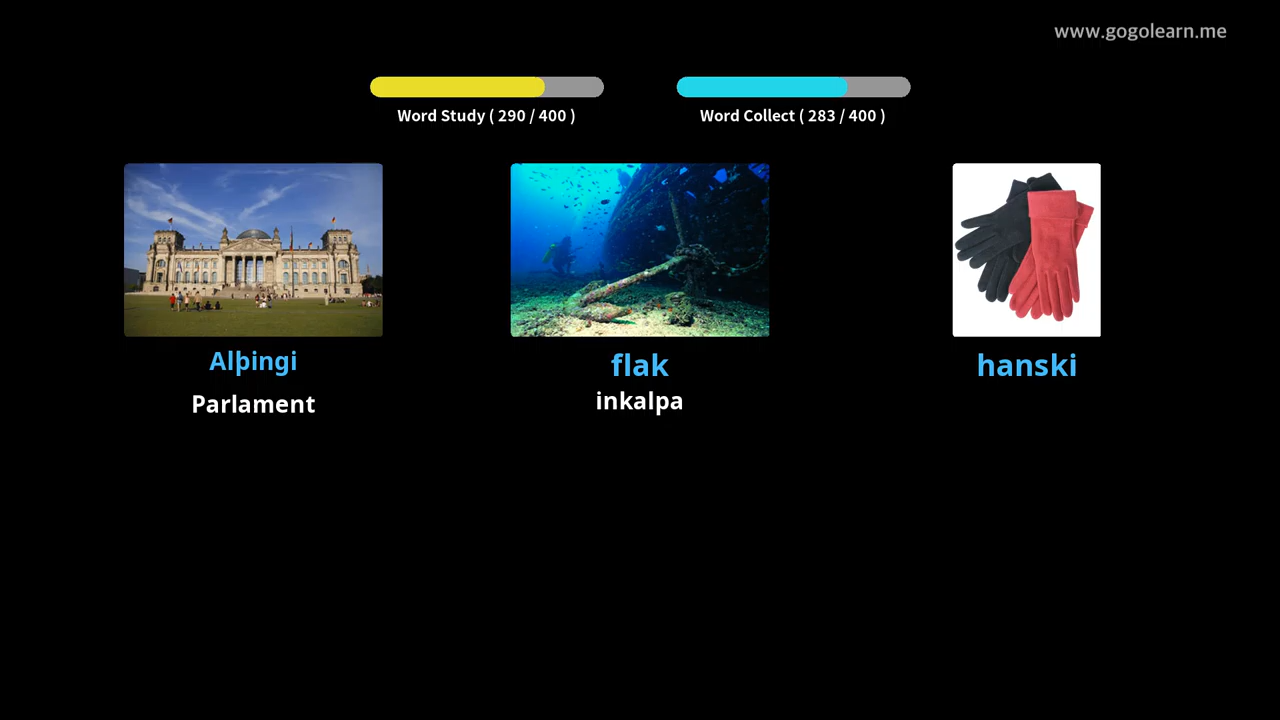 www.gogolearn.me
Word Study ( 290 / 400 )
Word Collect ( 283 / 400 )
Alþingi
Parlament
flak
inkalpa
hanski